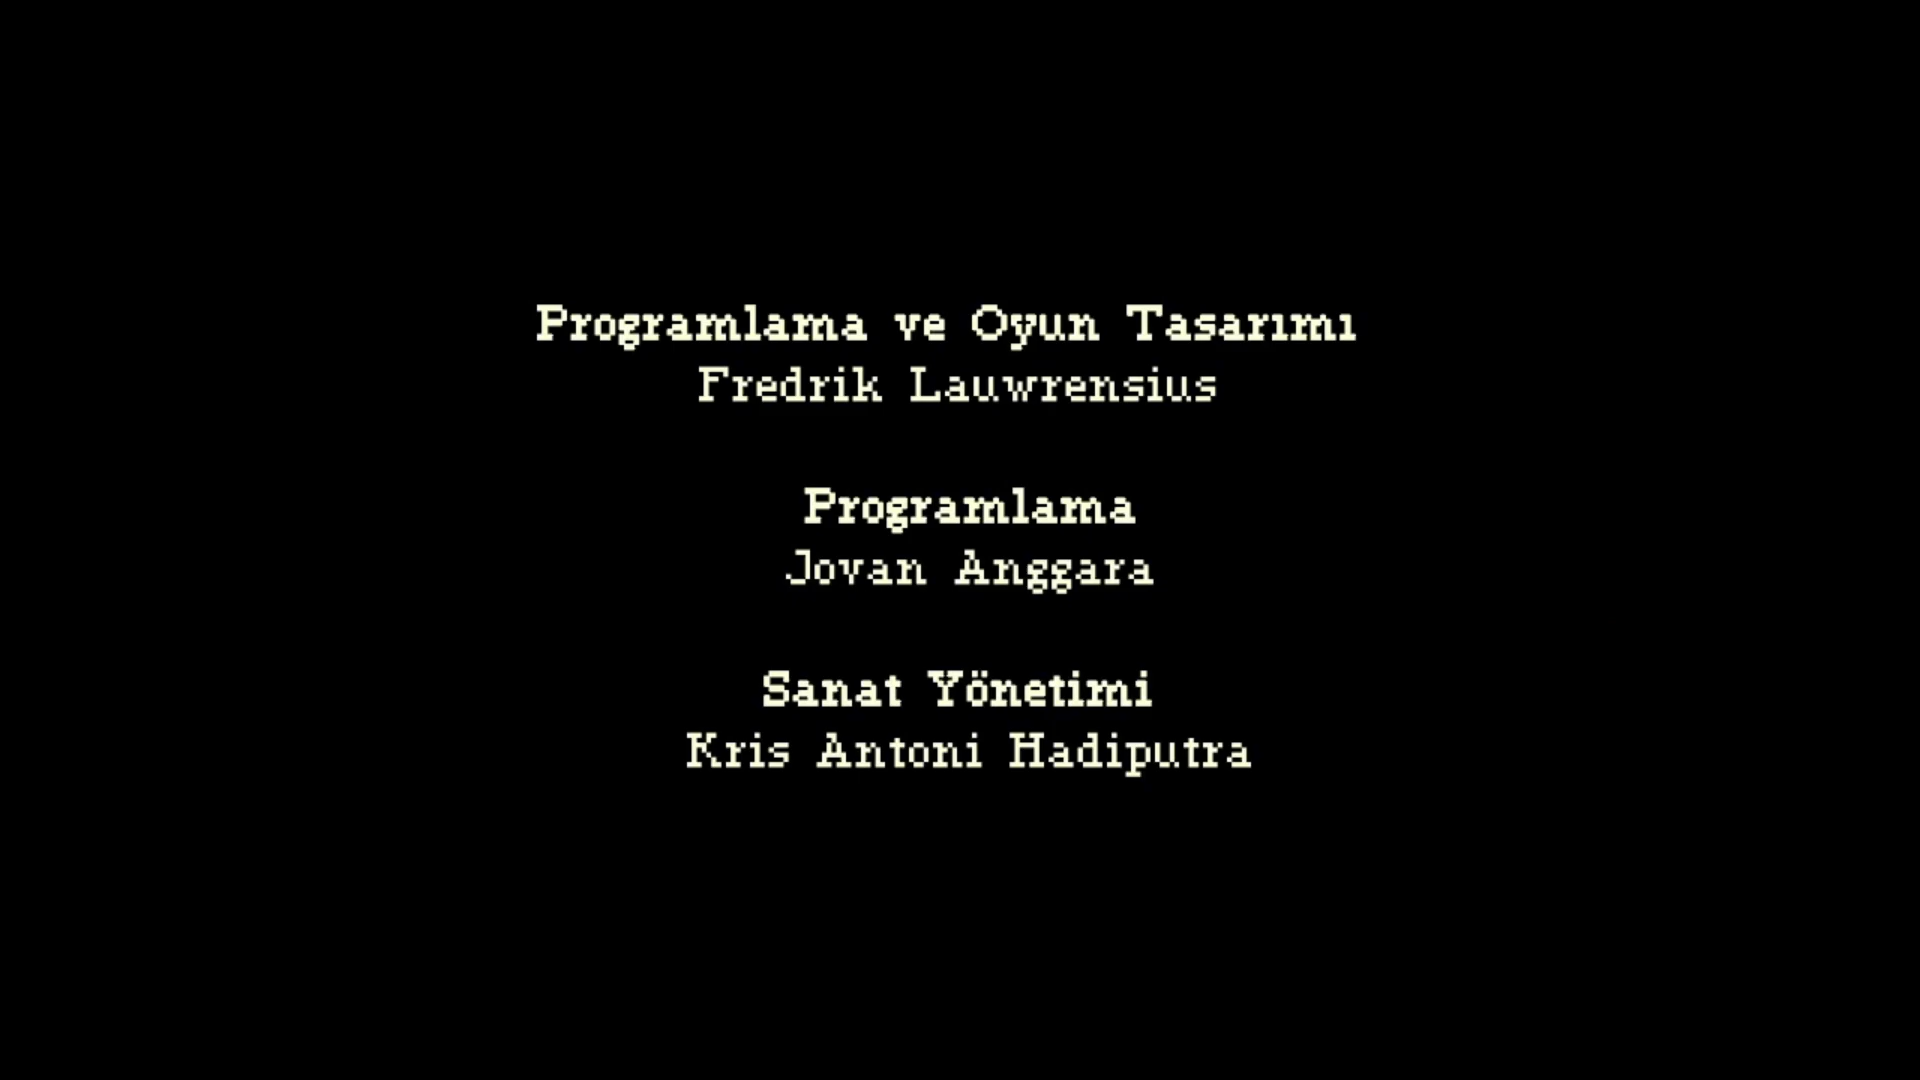 Programlama ve Oyun Tasarımı
Fredrik Lauwrensius
Programlama
Jovan Anggara
Sanat Yönetimi
Kris Antoni Hadiputra